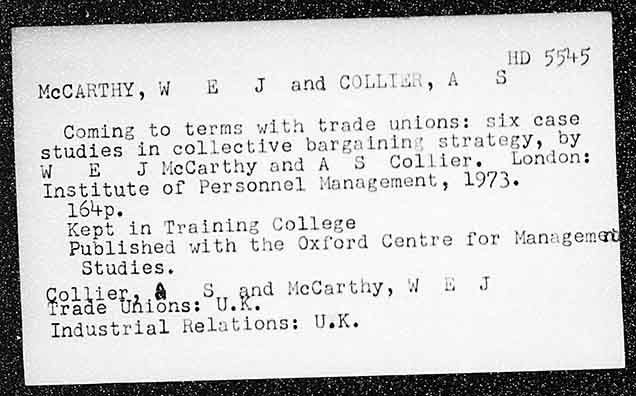 HD 5545
McCARTHY, W E J and COLLIER, A S
Coming to terms with trade unions: six case
studies in collective bargaining strategy, by
W E J McCarthy and A S Collier. London:
Institute of Personnel Management, 1973.
164p.
Kept in Training College
Published with the Oxford Centre for Management
Studies.
Collier, A S and McCarthy, W E J
Trade Unions: U.K.
Industrial Relations: U.K.